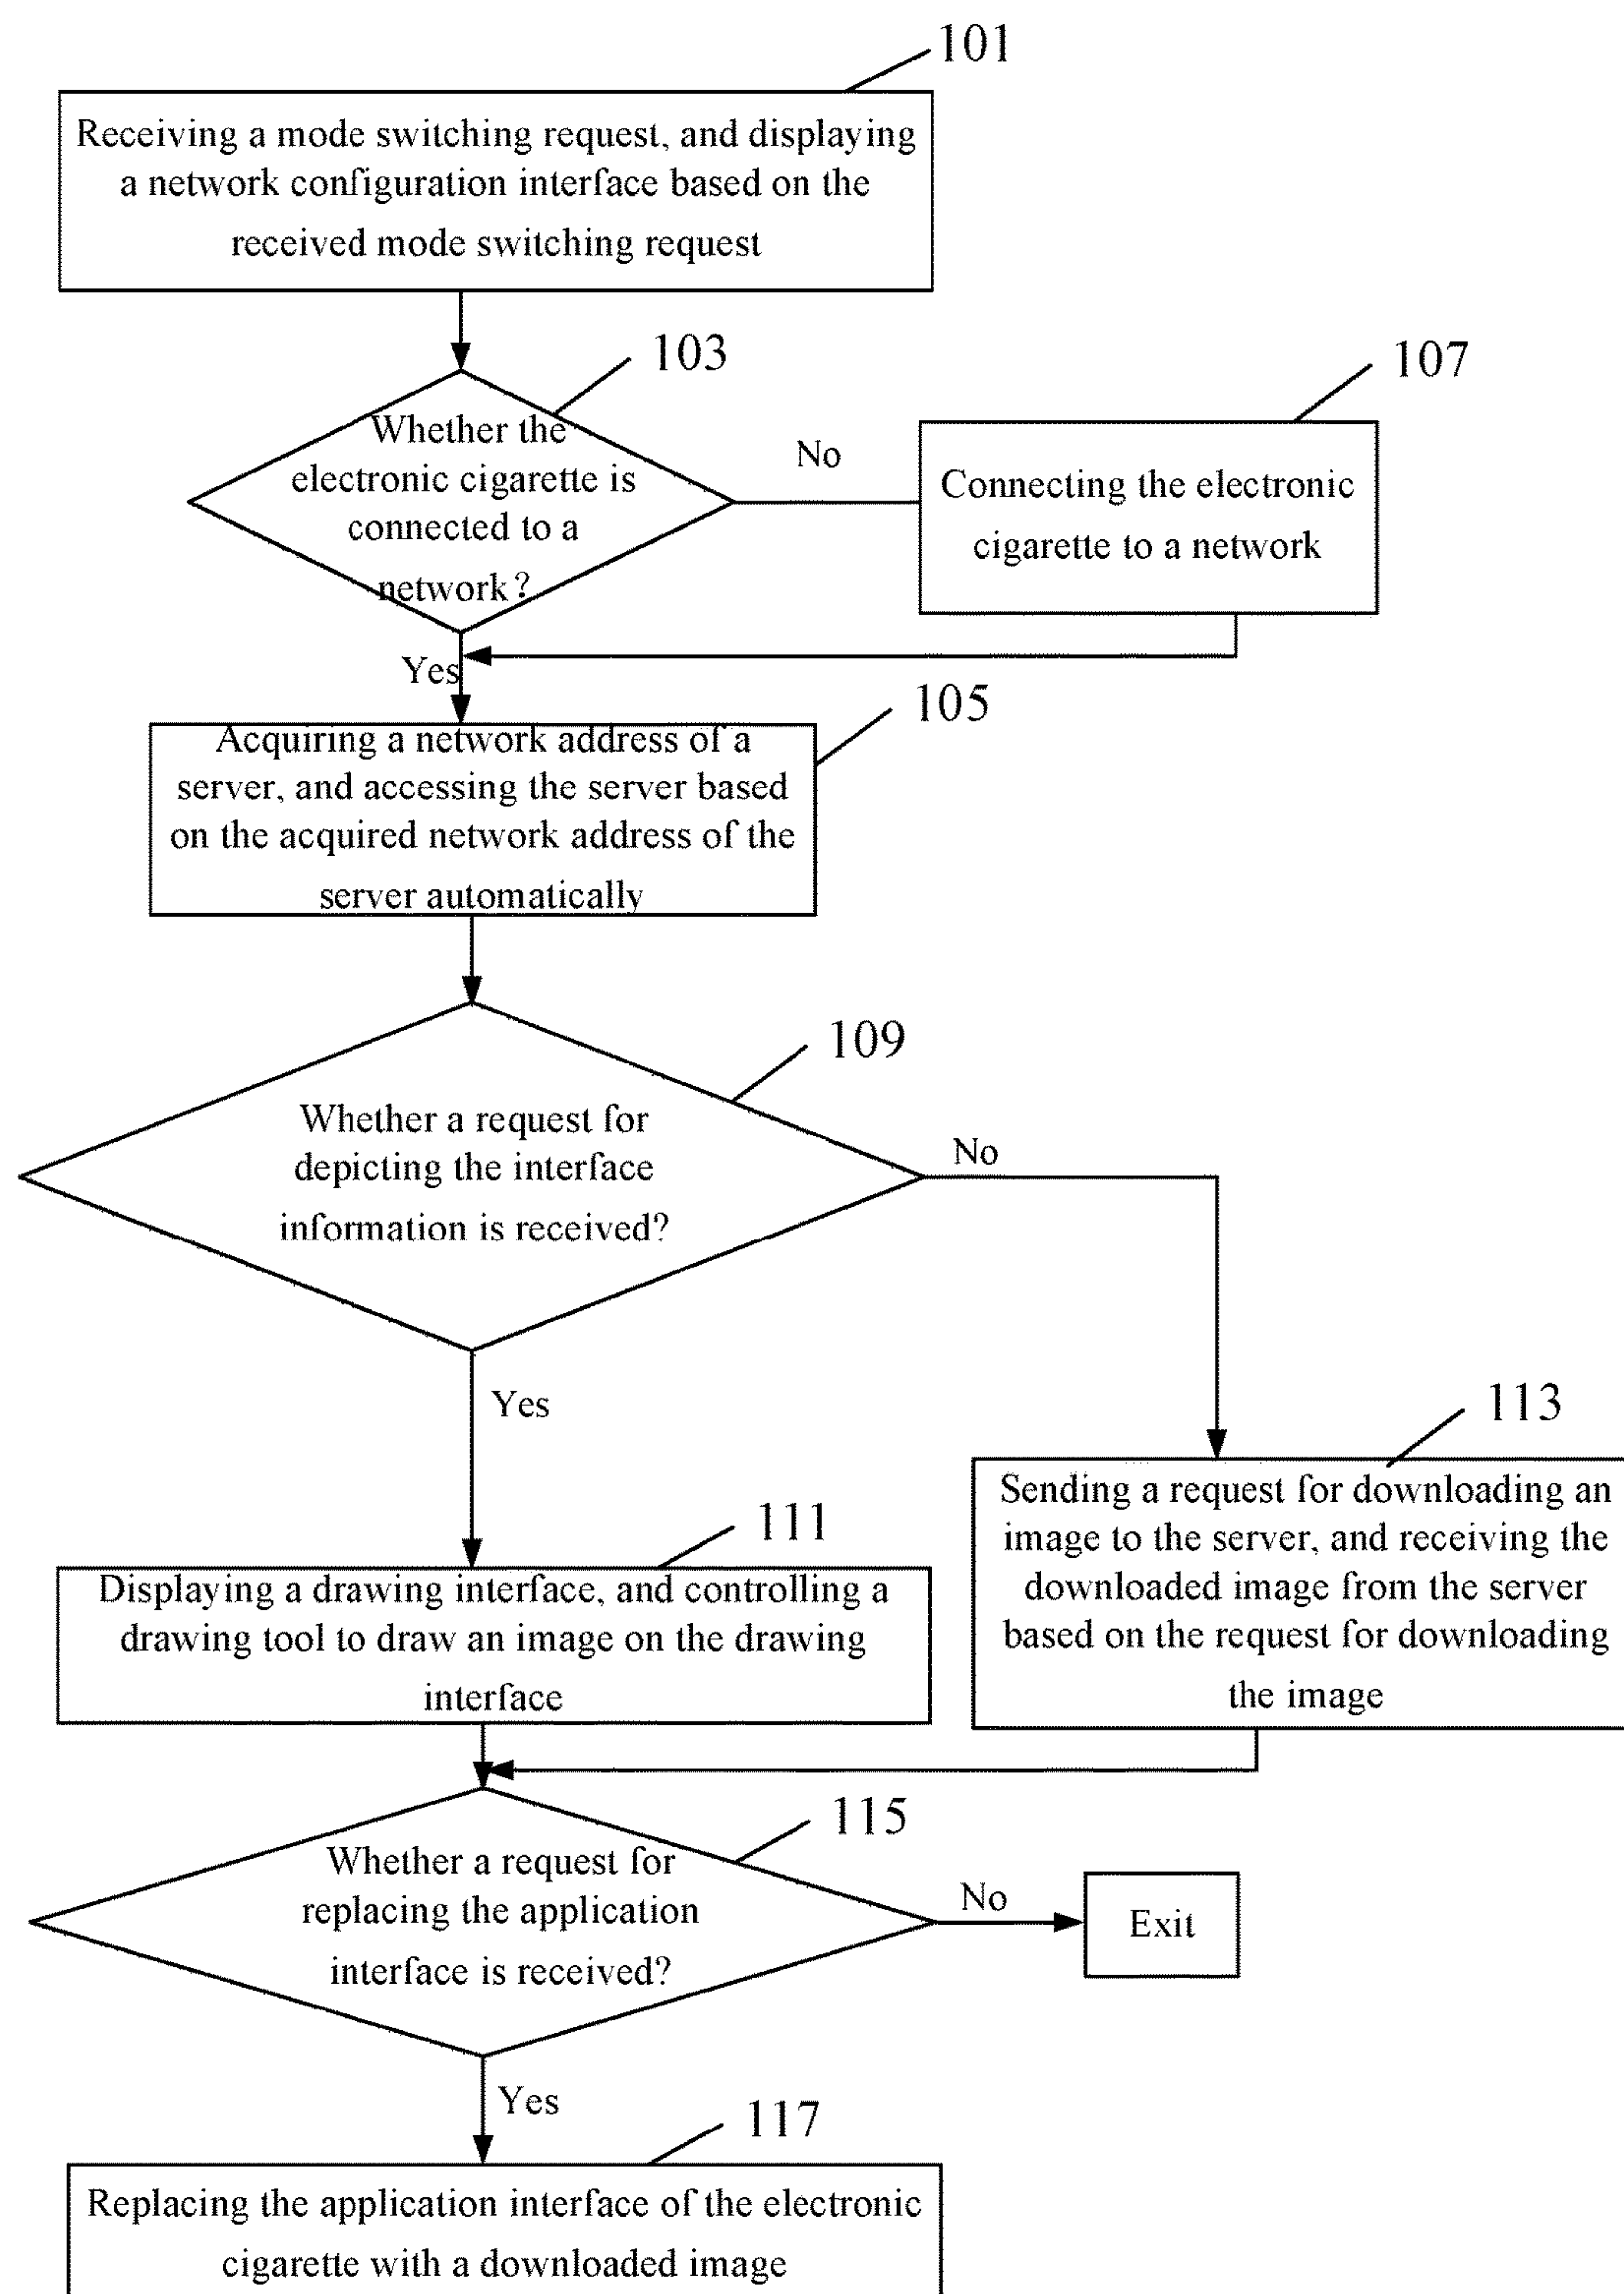 101
Receiving a mode switching request, and displaying
a network configuration interface based on the
received mode switching request
103
Whether the
electronic cigarette is
connected to a
network?
No
107
Connecting the electronic
cigarette to a network
Yes
105
Acquiring a network address of a
server, and accessing the server based
on the acquired network address of the
server automatically
109
Whether a request for
depicting the interface
information is received?
No
Yes
113
Sending a request for downloading an
image to the server, and receiving the
downloaded image from the server
based on the request for downloading
the image
111
Displaying a drawing interface, and controlling a
drawing tool to draw an image on the drawing
interface
115
Whether a request for
replacing the application
interface is received?
No
Exit
Yes
117
Replacing the application interface of the electronic
cigarette with a downloaded image